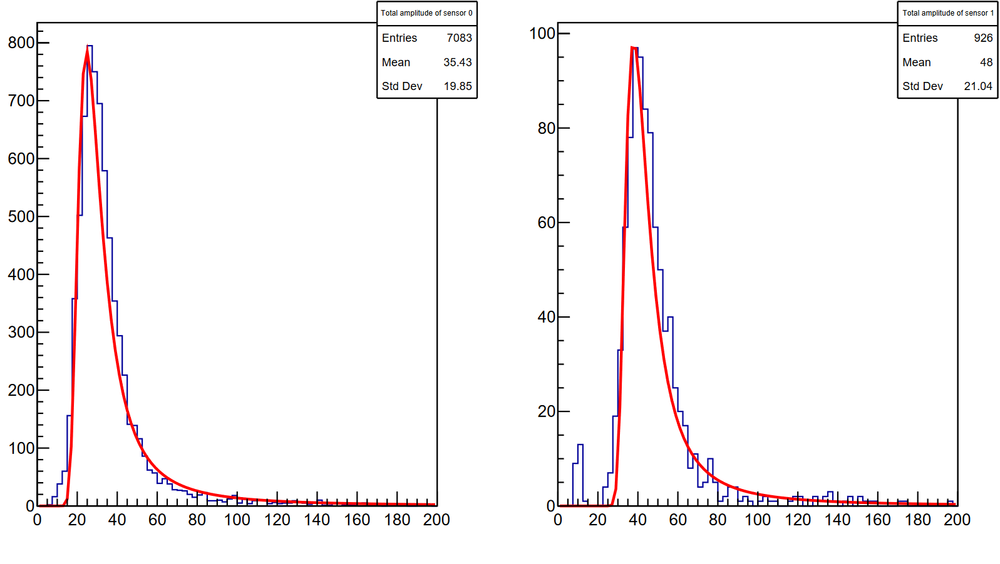 Total amplitude of sensor 0
Entries 7083
Mean 35.43
Std Dev 19.85
800
700
600
500
400
300
200
100
0
0 20 40 60 80 100 120 140 160 180 200
Total amplitude of sensor 1
Entries 926
Mean 48
Std Dev 21.04
100
80
60
40
20
0
0 20 40 60 80 100 120 140 160 180 200